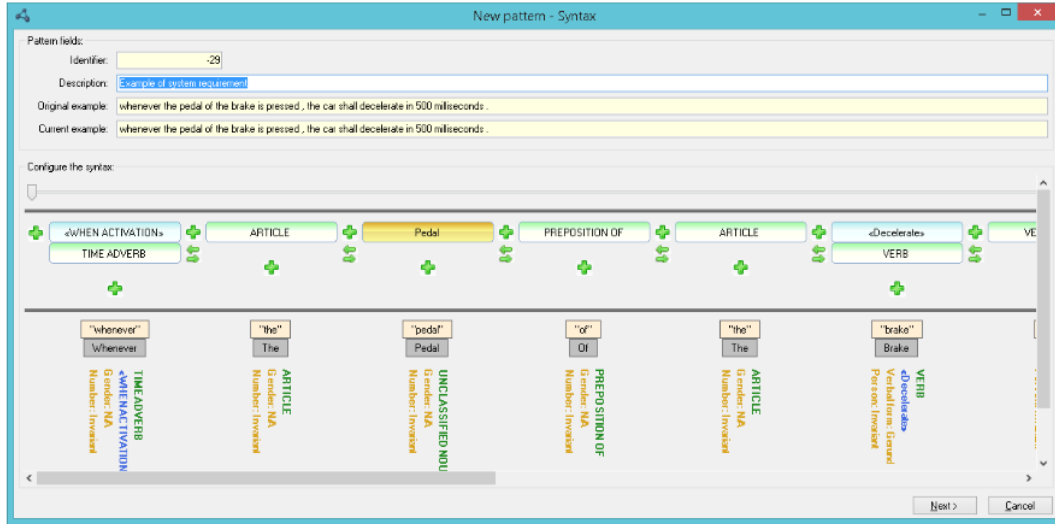 New pattern - Syntax
Pattern fields:
Identifier: -29
Description: Example of system requirement
Original example: whenever the pedal of the brake is pressed , the car shall decelerate in 500 miliseconds .
Current example: whenever the pedal of the brake is pressed , the car shall decelerate in 500 miliseconds .
Configure the syntax:
«WHEN ACTIVATION» ARTICLE Pedal PREPOSITION OF ARTICLE «Decelerate» VE
TIME ADVERB VERB
"whenever" "the" "pedal" "of" "the" "brake"
Whenever The Pedal Of The Brake
TIME ADVERB
«WHEN ACTIVATION
Gender: NA
Number: Invariant
ARTICLE
Gender: NA
Number: Invariant
UNCLASSIFIED NOU
Gender: NA
Number: Invariant
PREPOSITION OF
Gender: NA
Number: Invariant
ARTICLE
Gender: NA
Number: Invariant
VERB
«Decelerate»
Verbal form: Gerund
Person: Invariant
Next > Cancel